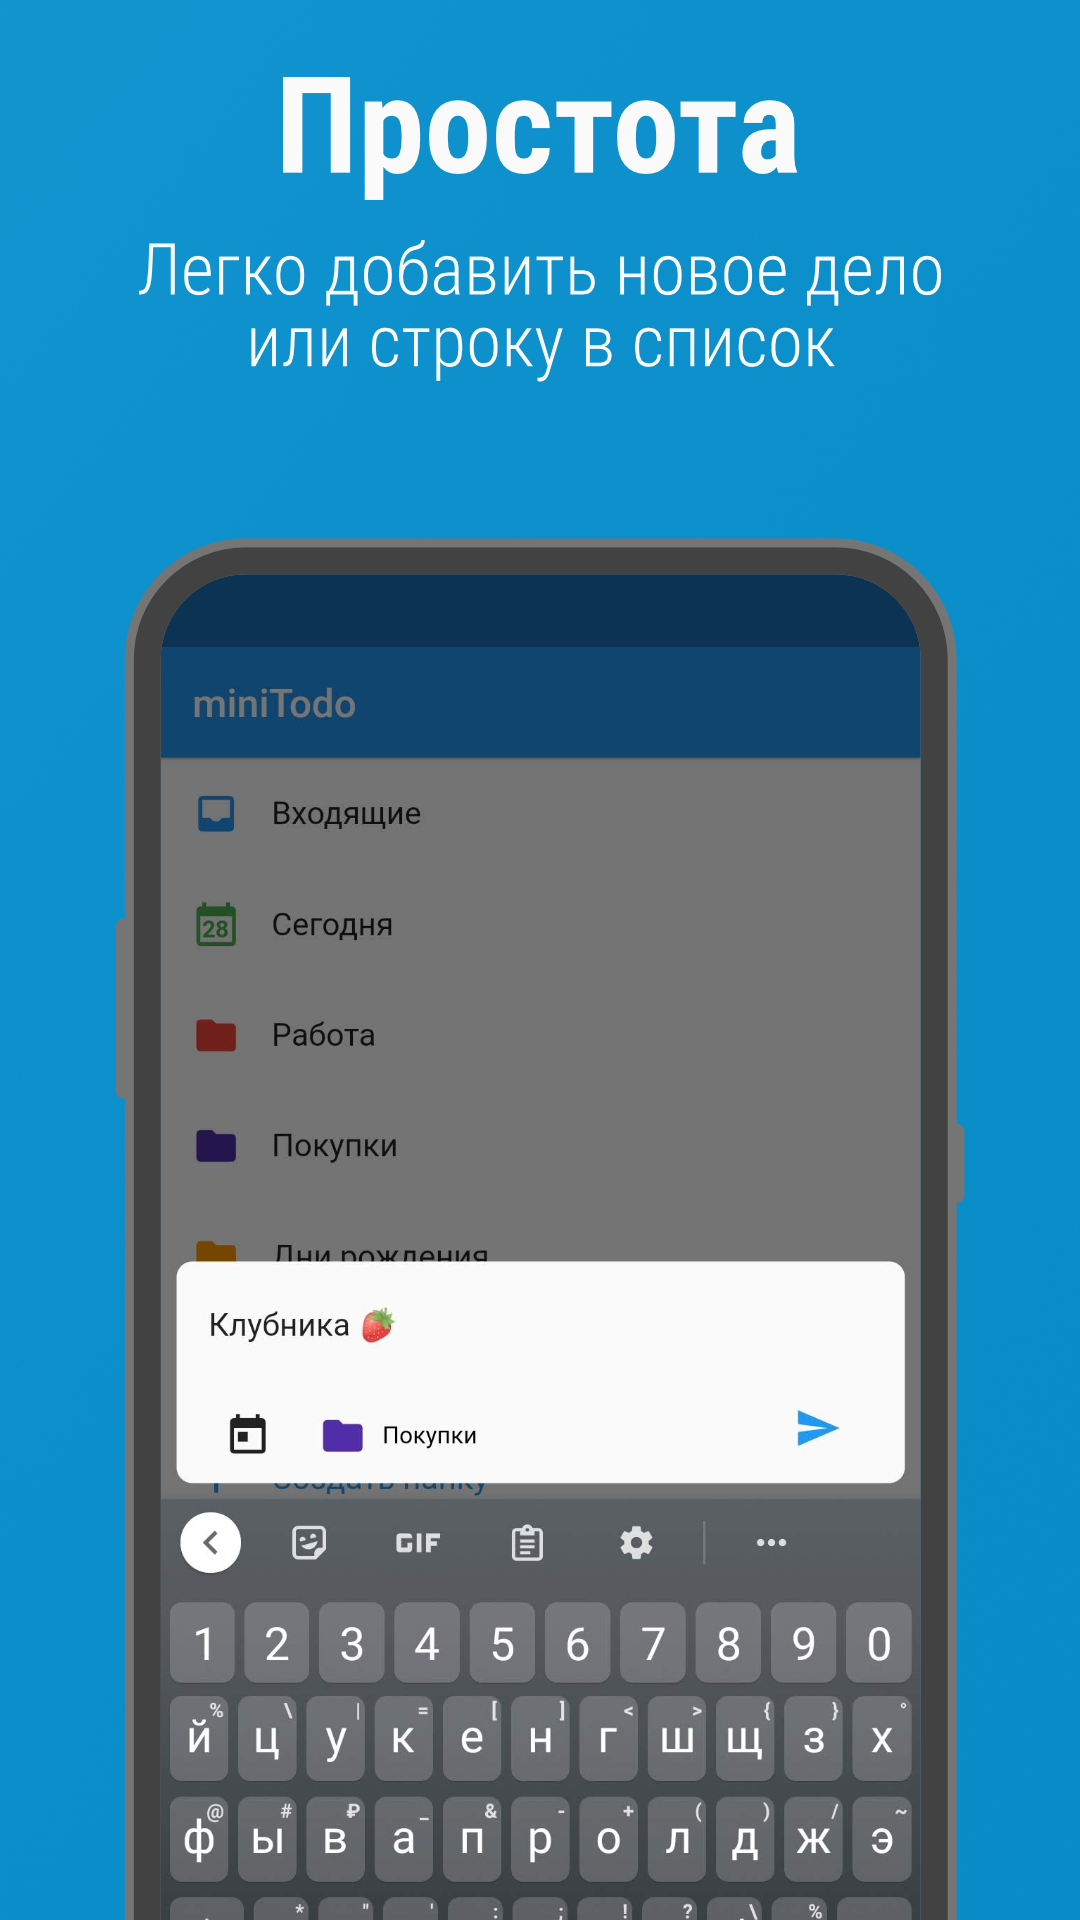 Простота
Легко добавить новое дело
или строку в список
miniTodo
Входящие
28 Сегодня
Работа
Покупки
Дни рождения
Клубника
Покупки
Создать папку
GIF
1 2 3 4 5 6 7 8 9 0
% \ | = [ ] < > { } °
й ц у к е н г ш щ з х
@ # ₽ _ & - + ( ) / ~
ф ы в а п р о л д ж э
* " ' : ; ! ? \ %